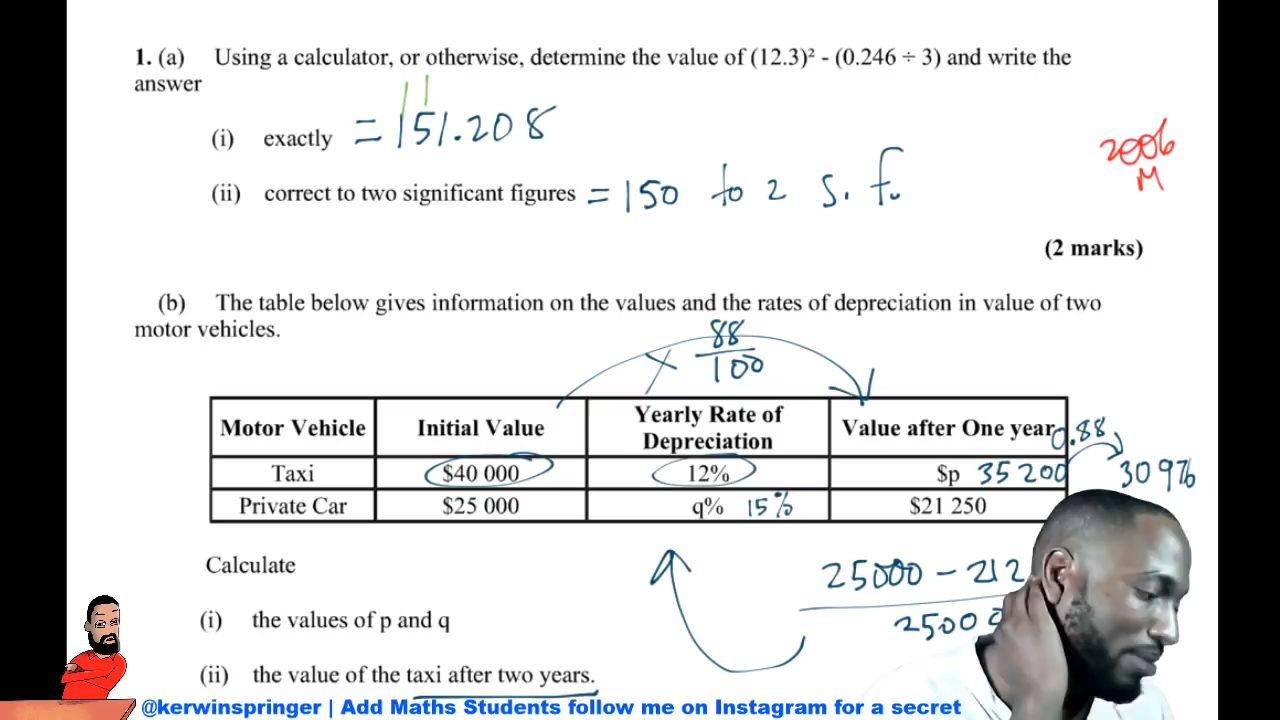 1. (a) Using a calculator, or otherwise, determine the value of (12.3)² - (0.246 ÷ 3) and write the
answer
(i) exactly = 151.208
(ii) correct to two significant figures = 150 to 2 s.f.
2006
M
(2 marks)
(b) The table below gives information on the values and the rates of depreciation in value of two
motor vehicles.
× 88
100
Motor Vehicle Initial Value Yearly Rate of Depreciation Value after One year
0.88
Taxi $40 000 12% $p 35 200 30 976
Private Car $25 000 q% 15% $21 250
Calculate
25000 - 212
25000
(i) the values of p and q
(ii) the value of the taxi after two years.
@kerwinspringer | Add Maths Students follow me on Instagram for a secret